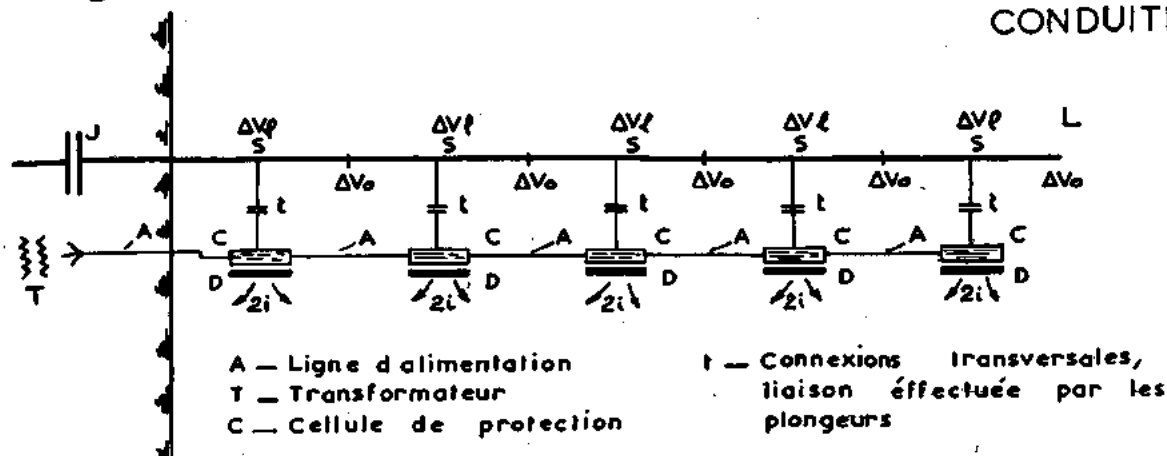 CONDUIT
J
ΔVℓ ΔVℓ ΔVℓ ΔVℓ ΔVℓ L
S S S S S
ΔVo ΔVo ΔVo ΔVo ΔVo
t t t t t
A C A C A C A C A C
T D D D D D
2i 2i 2i 2i 2i
A — Ligne d alimentation
T — Transformateur
C — Cellule de protection
t — Connexions transversales,
liaison éffectuée par les
plongeurs